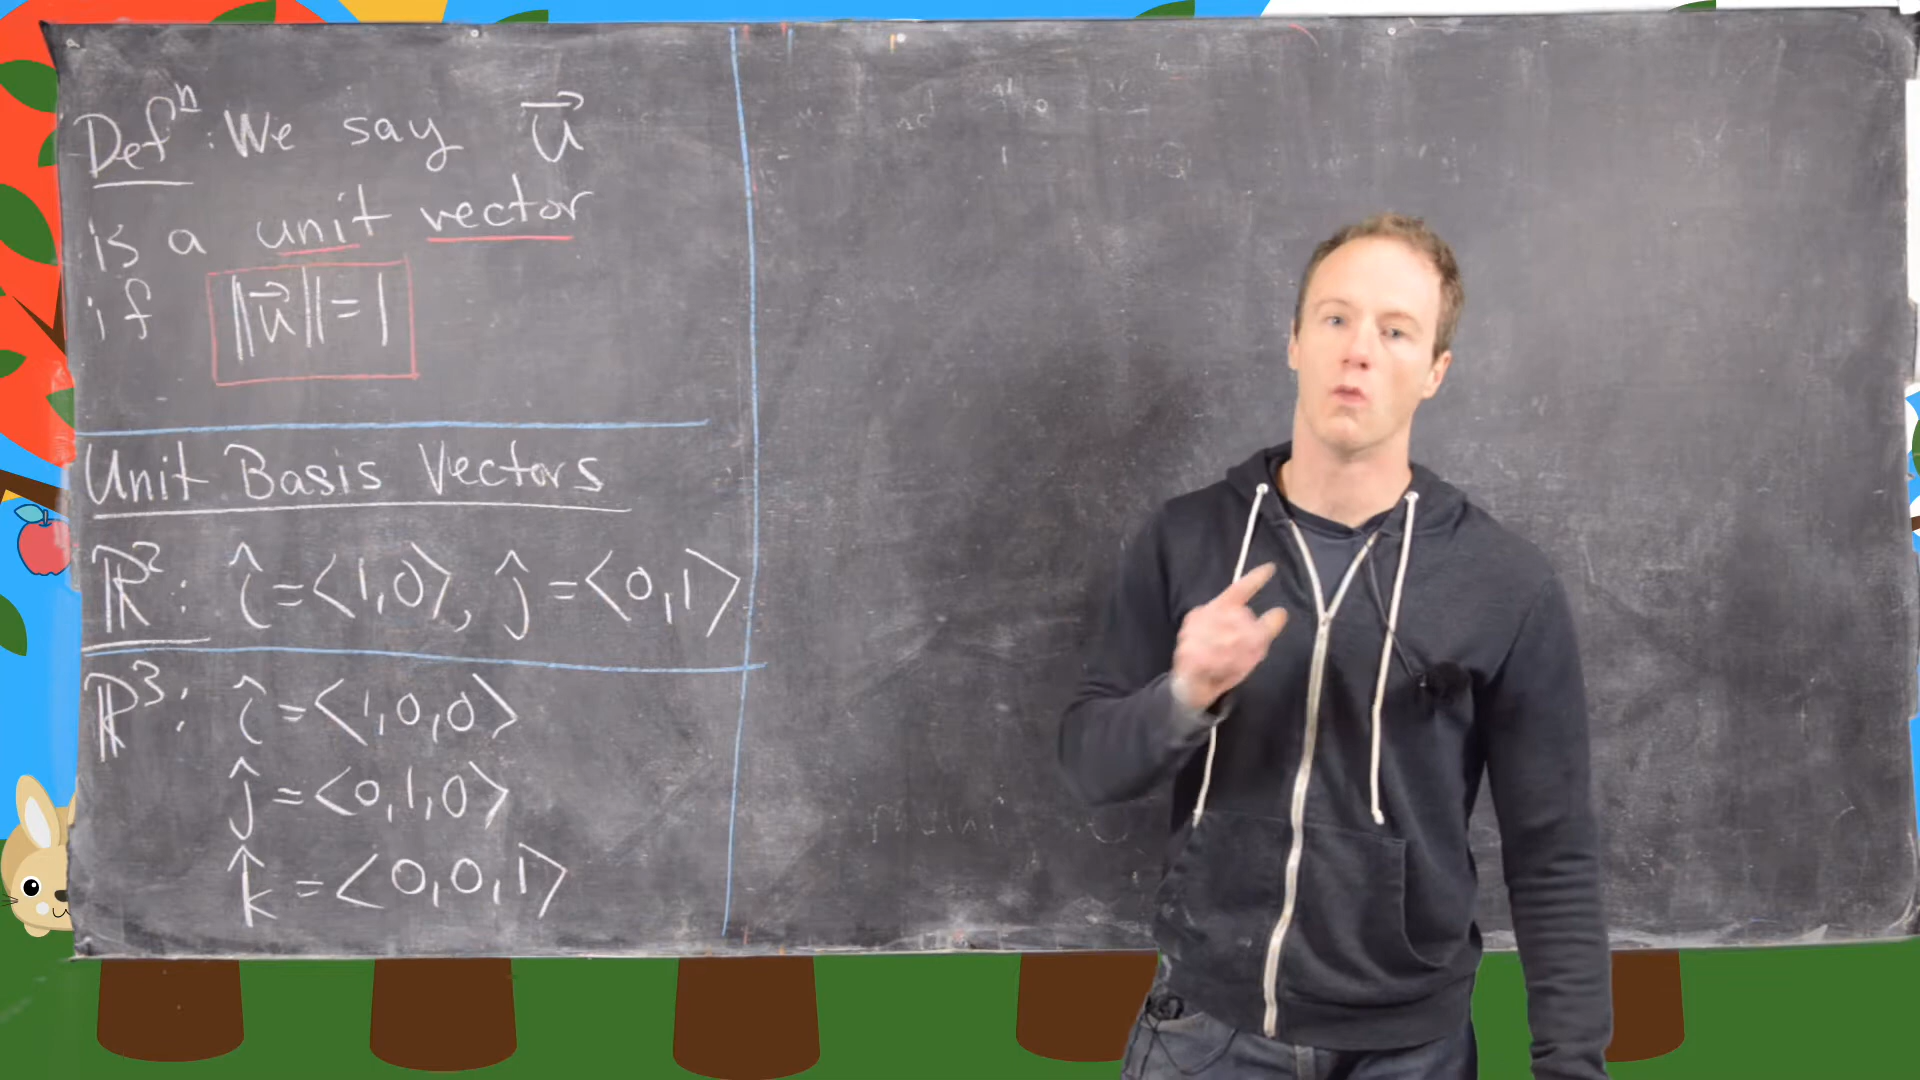 Defⁿ: We say u⃗
is a unit vector
if ‖u⃗‖=1
Unit Basis Vectors
ℝ²: î=<1,0>, ĵ=<0,1>
ℝ³: î=<1,0,0>
ĵ=<0,1,0>
k̂=<0,0,1>